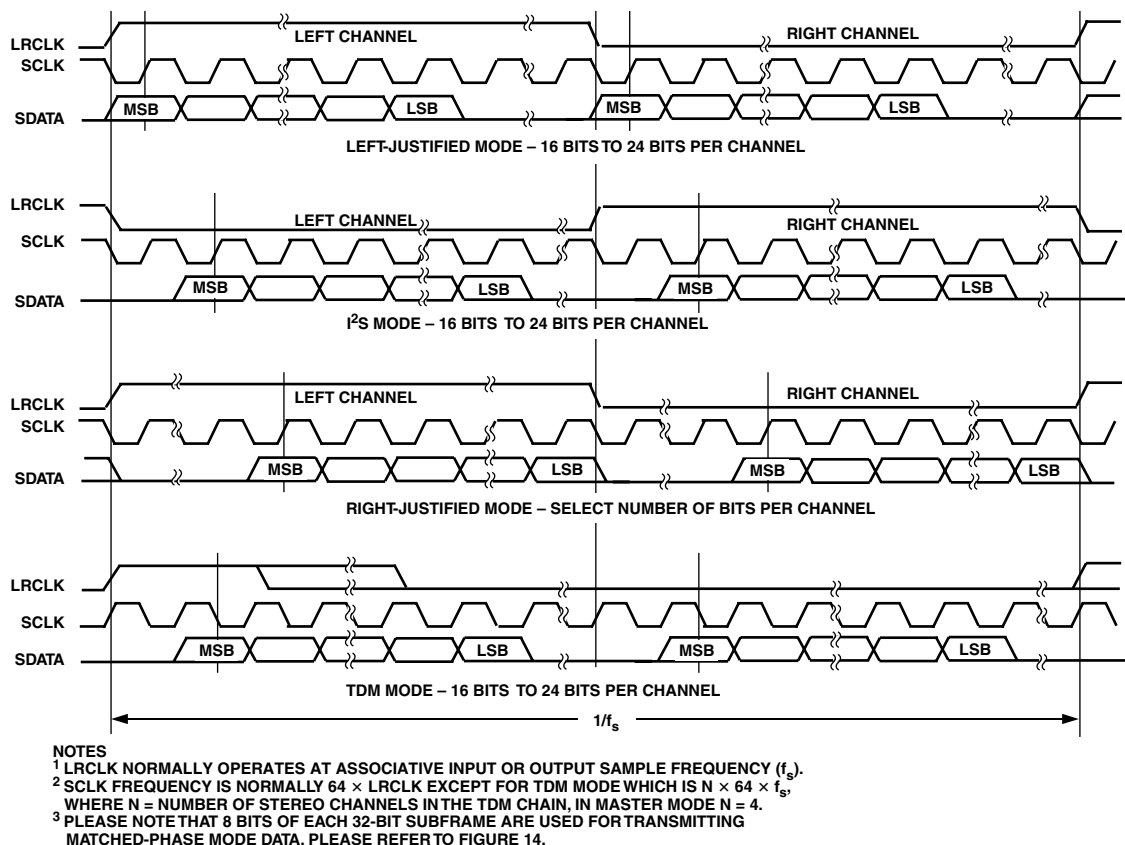 LRCLK LEFT CHANNEL RIGHT CHANNEL
SCLK
SDATA MSB LSB MSB LSB
LEFT-JUSTIFIED MODE – 16 BITS TO 24 BITS PER CHANNEL
LRCLK LEFT CHANNEL RIGHT CHANNEL
SCLK
SDATA MSB LSB MSB LSB
I²S MODE – 16 BITS TO 24 BITS PER CHANNEL
LRCLK LEFT CHANNEL RIGHT CHANNEL
SCLK
SDATA MSB LSB MSB LSB
RIGHT-JUSTIFIED MODE – SELECT NUMBER OF BITS PER CHANNEL
LRCLK
SCLK
SDATA MSB LSB MSB LSB
TDM MODE – 16 BITS TO 24 BITS PER CHANNEL
1/fs
NOTES
1 LRCLK NORMALLY OPERATES AT ASSOCIATIVE INPUT OR OUTPUT SAMPLE FREQUENCY (fs).
2 SCLK FREQUENCY IS NORMALLY 64 × LRCLK EXCEPT FOR TDM MODE WHICH IS N × 64 × fs,
WHERE N = NUMBER OF STEREO CHANNELS IN THE TDM CHAIN, IN MASTER MODE N = 4.
3 PLEASE NOTE THAT 8 BITS OF EACH 32-BIT SUBFRAME ARE USED FOR TRANSMITTING
MATCHED-PHASE MODE DATA. PLEASE REFER TO FIGURE 14.